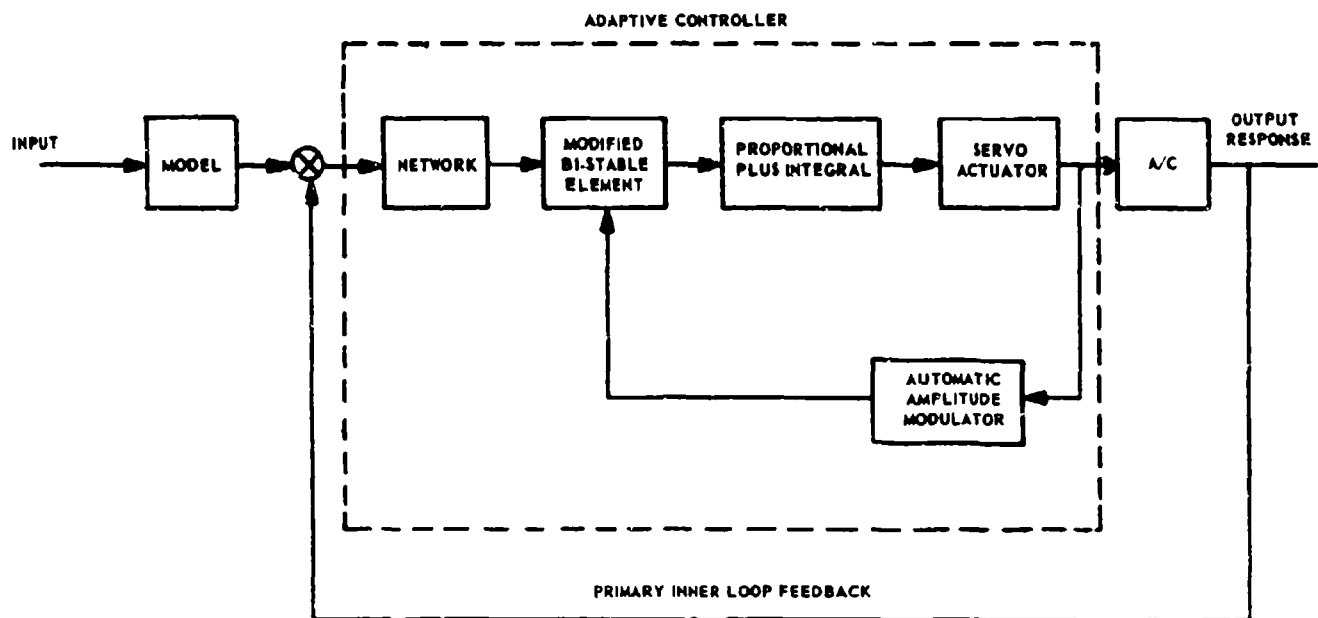 ADAPTIVE CONTROLLER
INPUT
MODEL
NETWORK
MODIFIED
BI-STABLE
ELEMENT
PROPORTIONAL
PLUS INTEGRAL
SERVO
ACTUATOR
A/C
OUTPUT
RESPONSE
AUTOMATIC
AMPLITUDE
MODULATOR
PRIMARY INNER LOOP FEEDBACK